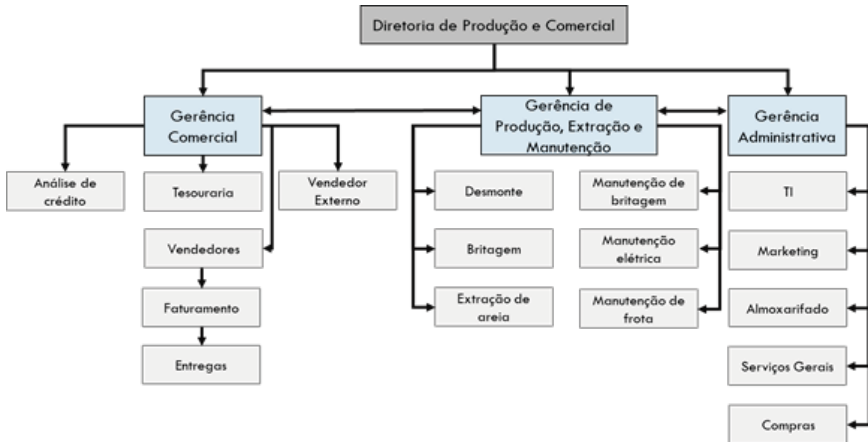 Diretoria de Produção e Comercial
Gerência
Comercial
Gerência de
Produção, Extração e
Manutenção
Gerência
Administrativa
Análise de
crédito
Tesouraria
Vendedor
Externo
Desmonte
Manutenção de
britagem
TI
Vendedores
Britagem
Manutenção
elétrica
Marketing
Faturamento
Extração de
areia
Manutenção de
frota
Almoxarifado
Entregas
Serviços Gerais
Compras